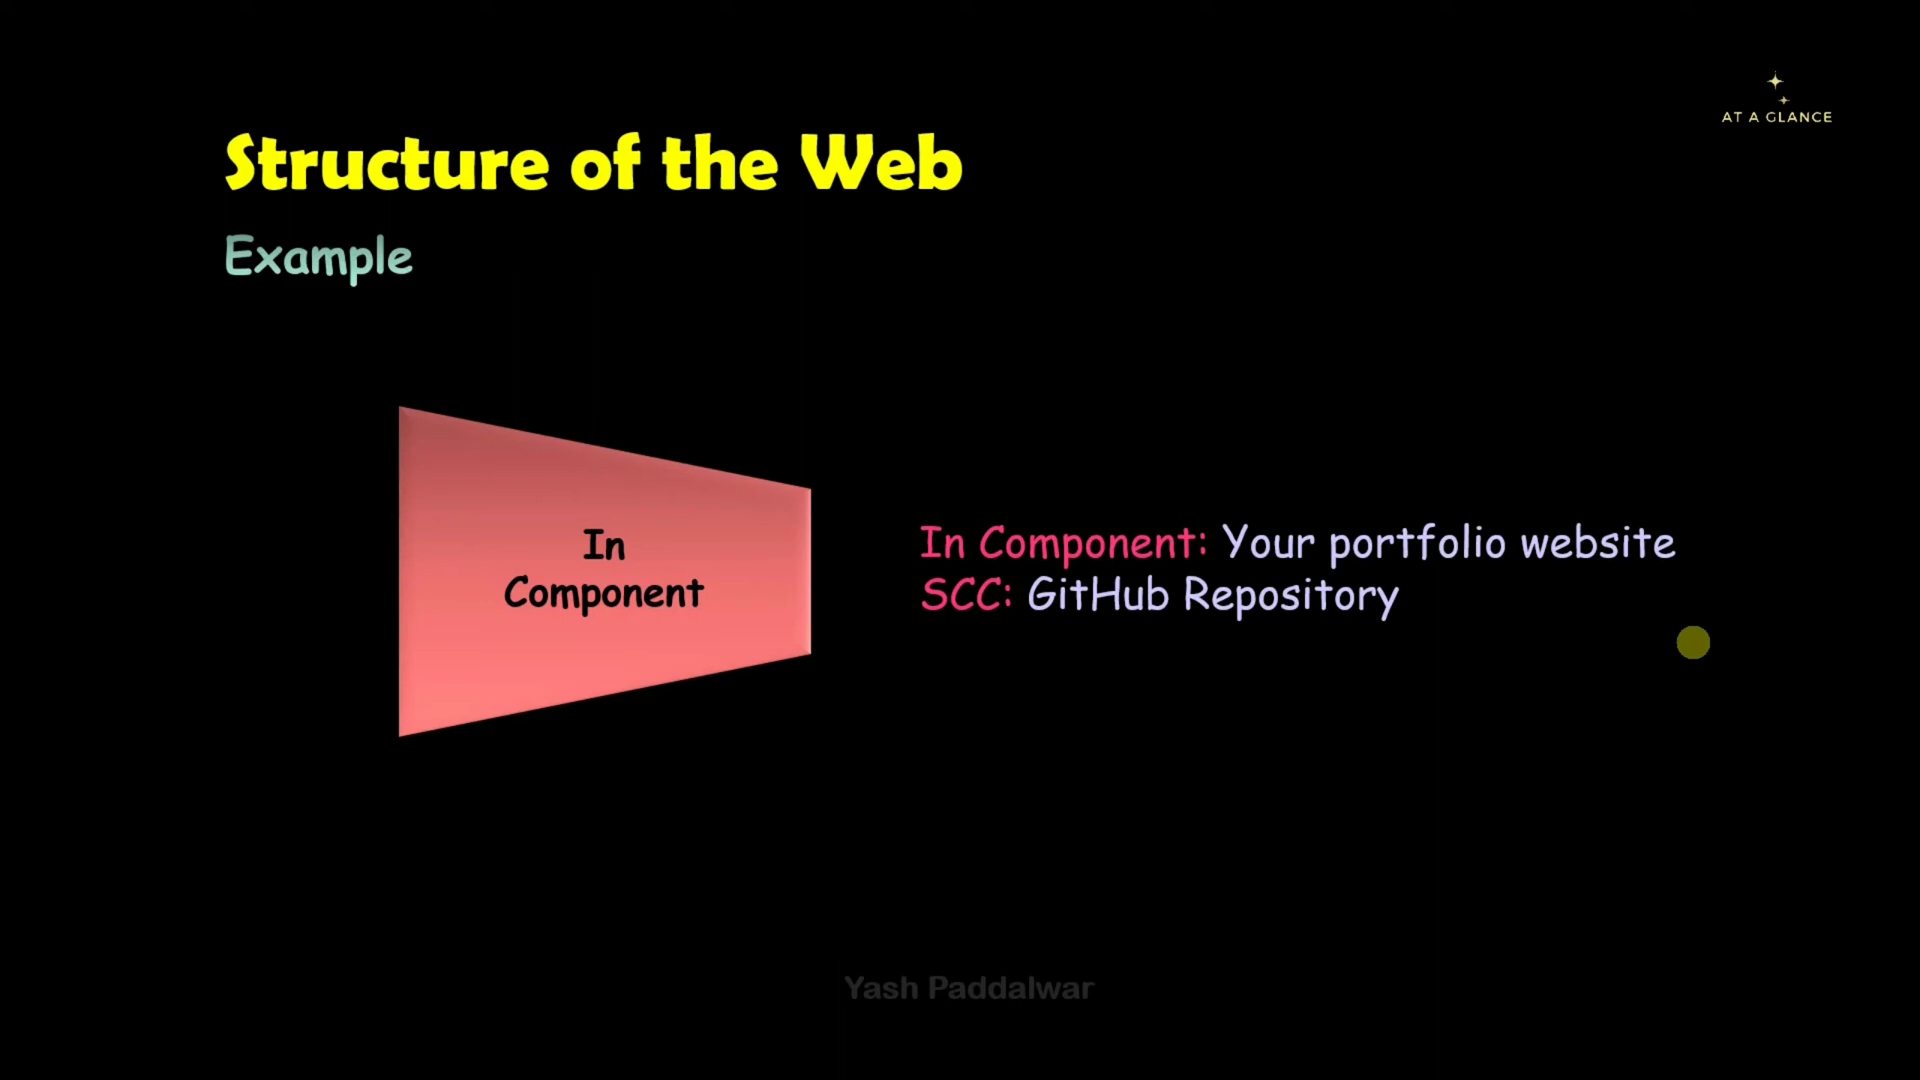 AT A GLANCE
Structure of the Web
Example
In
Component
In Component: Your portfolio website
SCC: GitHub Repository
Yash Paddalwar